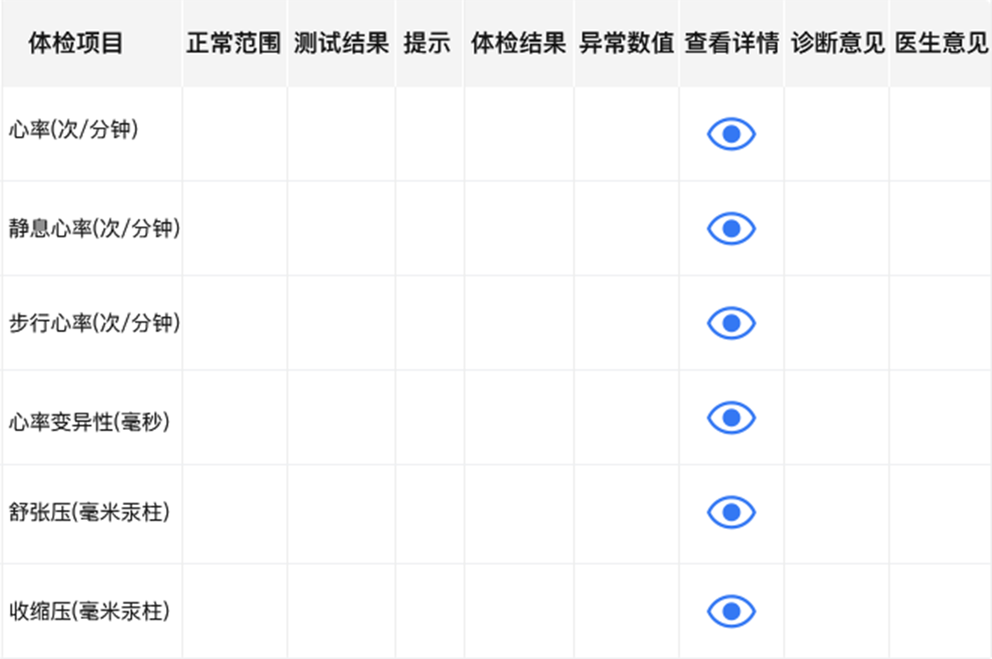 体检项目 正常范围 测试结果 提示 体检结果 异常数值 查看详情 诊断意见 医生意见
心率(次/分钟)
静息心率(次/分钟)
步行心率(次/分钟)
心率变异性(毫秒)
舒张压(毫米汞柱)
收缩压(毫米汞柱)